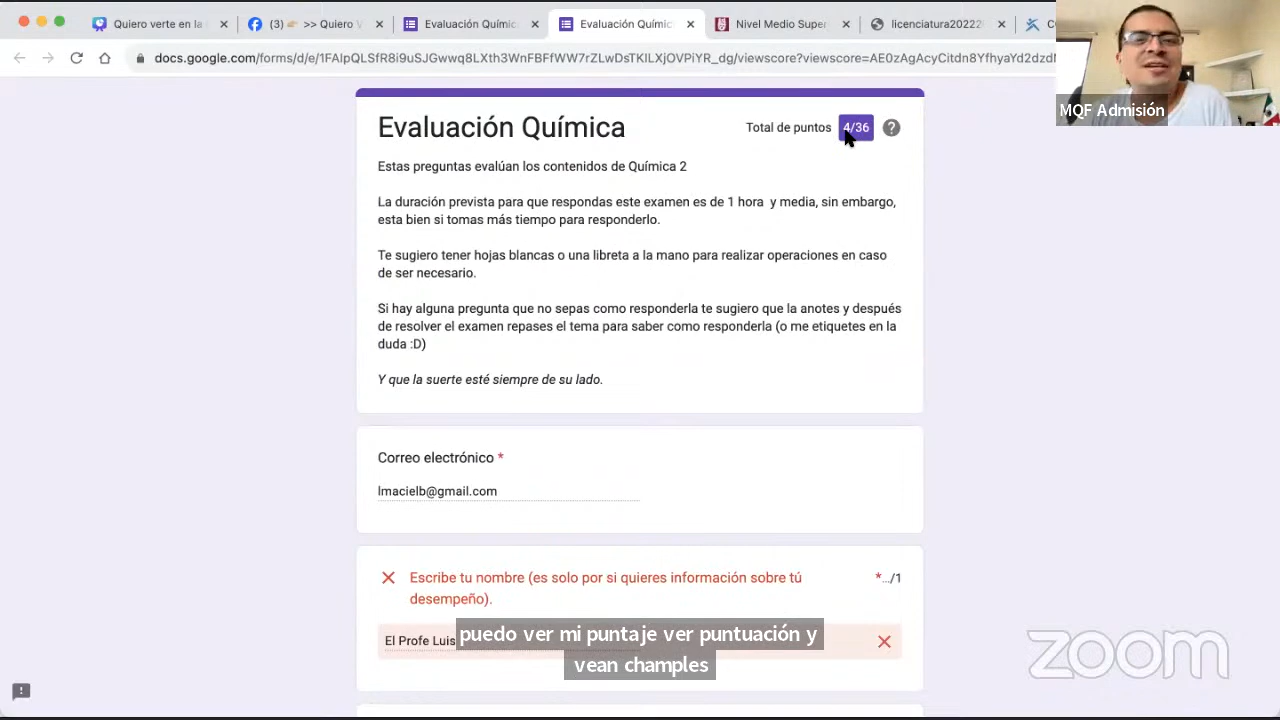 Quiero verte en la
(3) 👉 >> Quiero V
Evaluación Químic
Evaluación Químic
Nivel Medio Super
licenciatura20222
docs.google.com/forms/d/e/1FAIpQLSfR8i9uSJGwwq8LXth3WnFBFfWW7rZLwDsTKILXjOVPiYR_dg/viewscore?viewscore=AE0zAgAcyCitdn8YfhyaYd2dzdM
MQF Admisión
Evaluación Química
Total de puntos 4/36
Estas preguntas evalúan los contenidos de Química 2
La duración prevista para que respondas este examen es de 1 hora y media, sin embargo,
esta bien si tomas más tiempo para responderlo.
Te sugiero tener hojas blancas o una libreta a la mano para realizar operaciones en caso
de ser necesario.
Si hay alguna pregunta que no sepas como responderla te sugiero que la anotes y después
de resolver el examen repases el tema para saber como responderla (o me etiquetes en la
duda :D)
Y que la suerte esté siempre de su lado.
Correo electrónico *
lmacielb@gmail.com
Escribe tu nombre (es solo por si quieres información sobre tú
desempeño).
*.../1
El Profe Luis
puedo ver mi puntaje ver puntuación y
vean champles
zoom